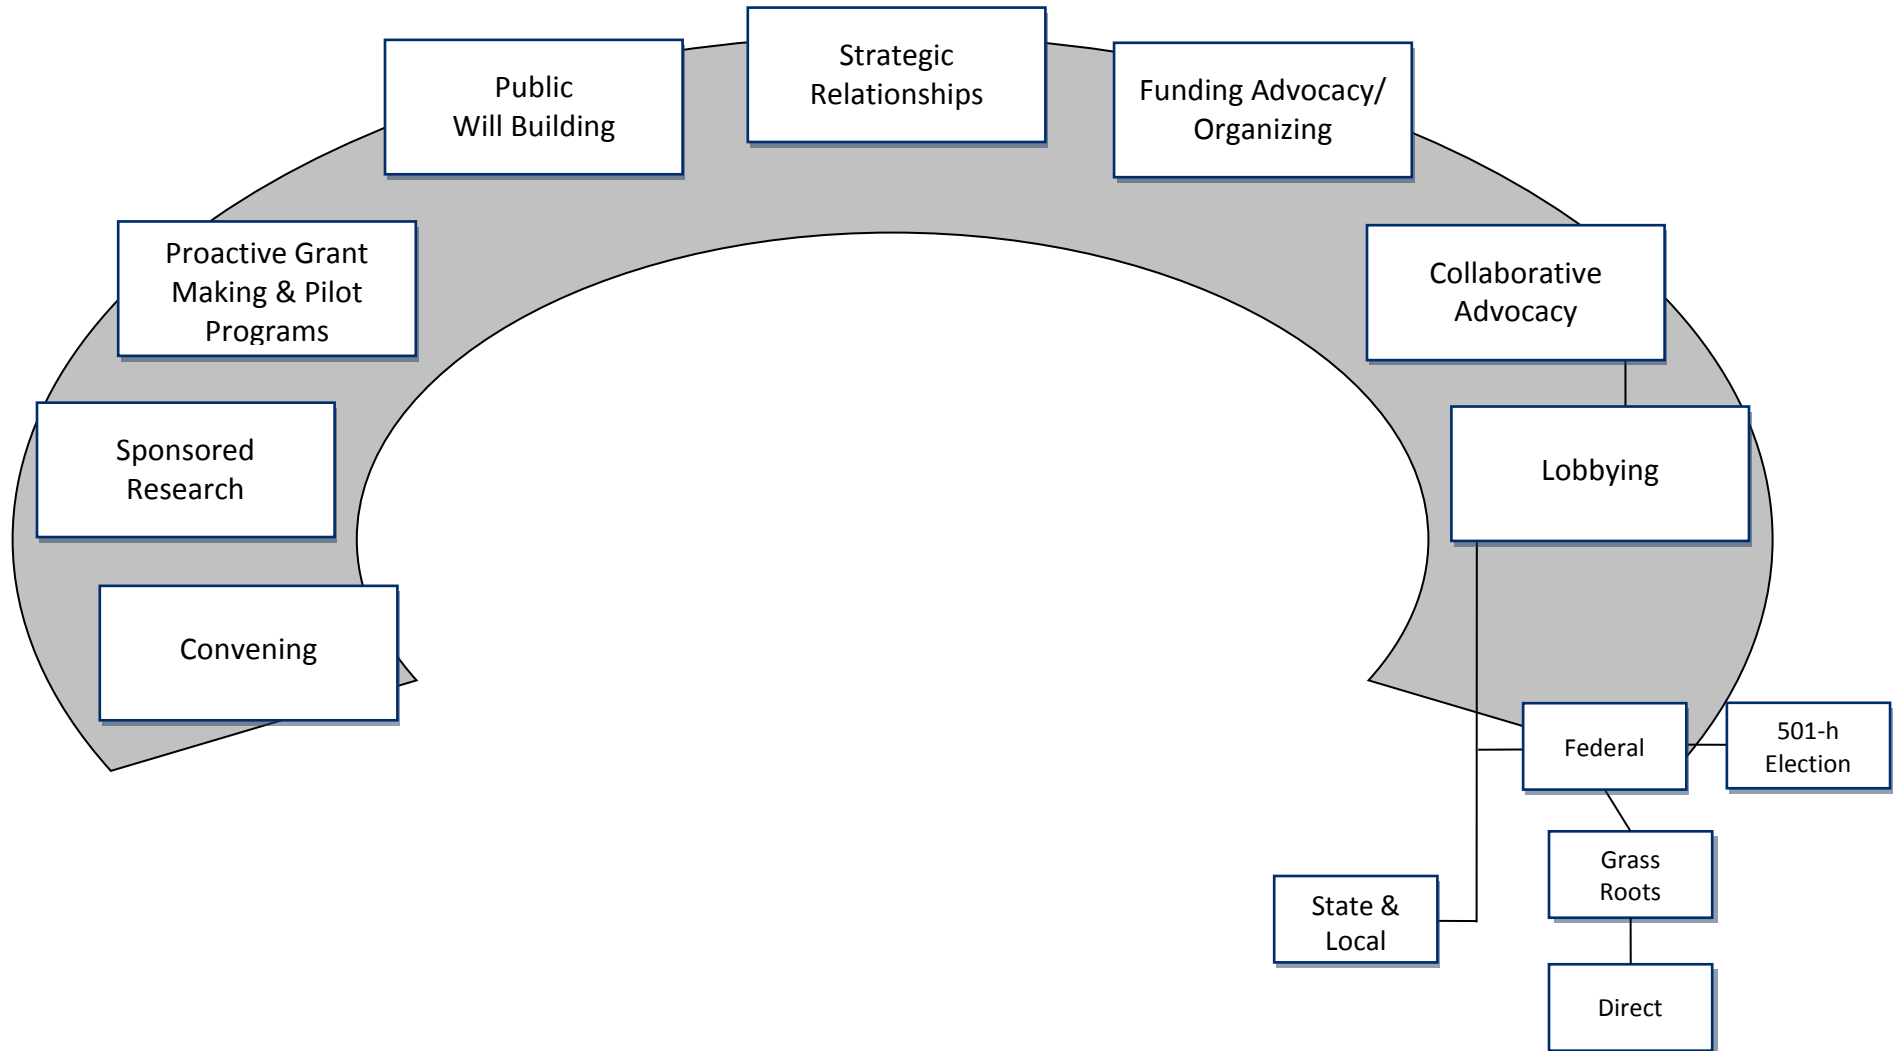 Strategic
Relationships
Public
Will Building
Funding Advocacy/
Organizing
Proactive Grant
Making & Pilot
Programs
Collaborative
Advocacy
Sponsored
Research
Lobbying
Convening
Federal
501-h
Election
Grass
Roots
State &
Local
Direct